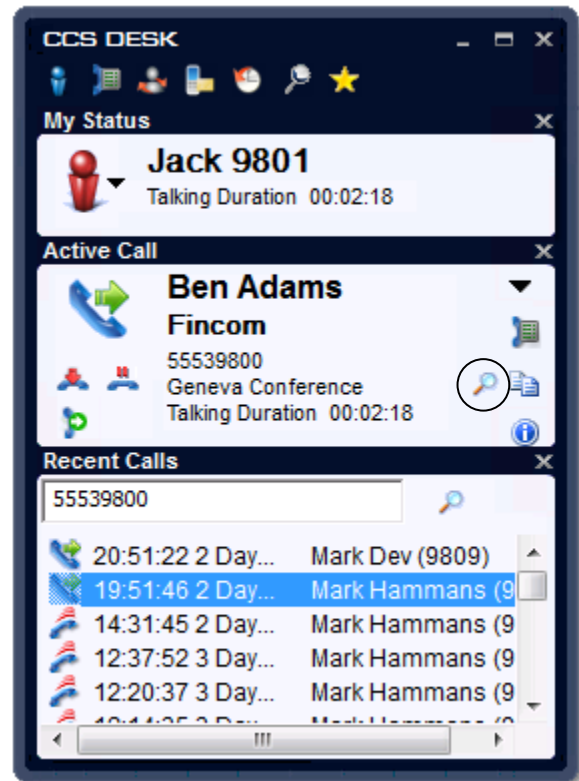 CCS DESK
My Status
Jack 9801
Talking Duration 00:02:18
Active Call
Ben Adams
Fincom
55539800
Geneva Conference
Talking Duration 00:02:18
Recent Calls
55539800
20:51:22 2 Day... Mark Dev (9809)
19:51:46 2 Day... Mark Hammans (9
14:31:45 2 Day... Mark Hammans (9
12:37:52 3 Day... Mark Hammans (9
12:20:37 3 Day... Mark Hammans (9